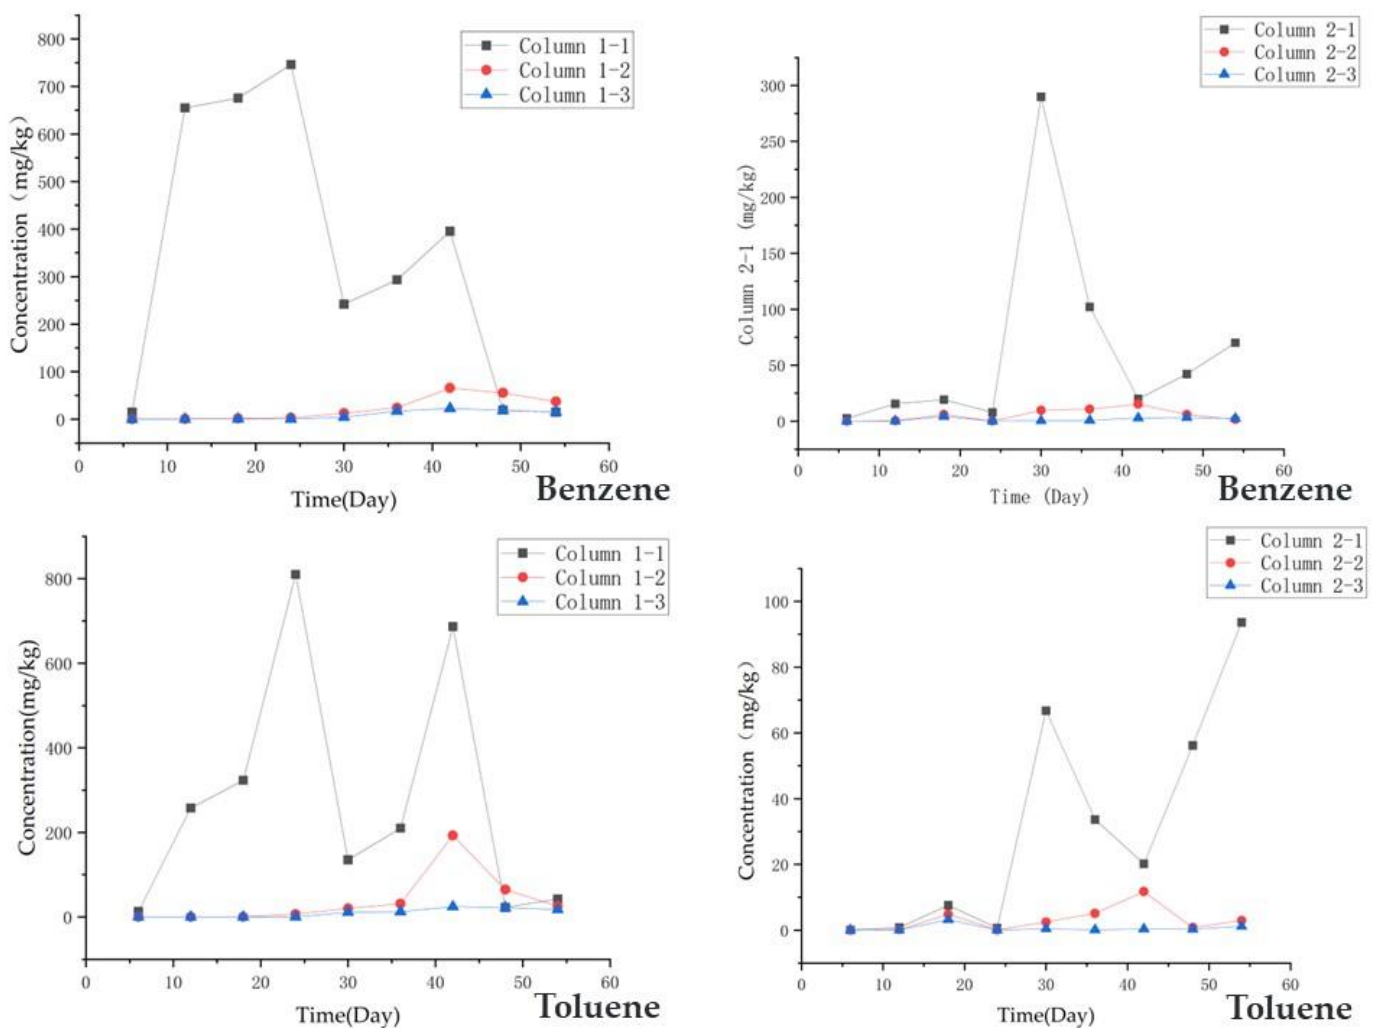 Column 1-1
Column 1-2
Column 1-3
800
700
600
500
400
300
200
100
0
Concentration（mg/kg）
0 10 20 30 40 50 60
Time(Day)
Benzene
Column 2-1
Column 2-2
Column 2-3
300
250
200
150
100
50
0
Column 2-1 (mg/kg)
0 10 20 30 40 50 60
Time (Day)
Benzene
Column 1-1
Column 1-2
Column 1-3
800
600
400
200
0
Concentration(mg/kg)
0 10 20 30 40 50 60
Time(Day)
Toluene
Column 2-1
Column 2-2
Column 2-3
100
80
60
40
20
0
Concentration（mg/kg）
0 10 20 30 40 50 60
Time(Day)
Toluene